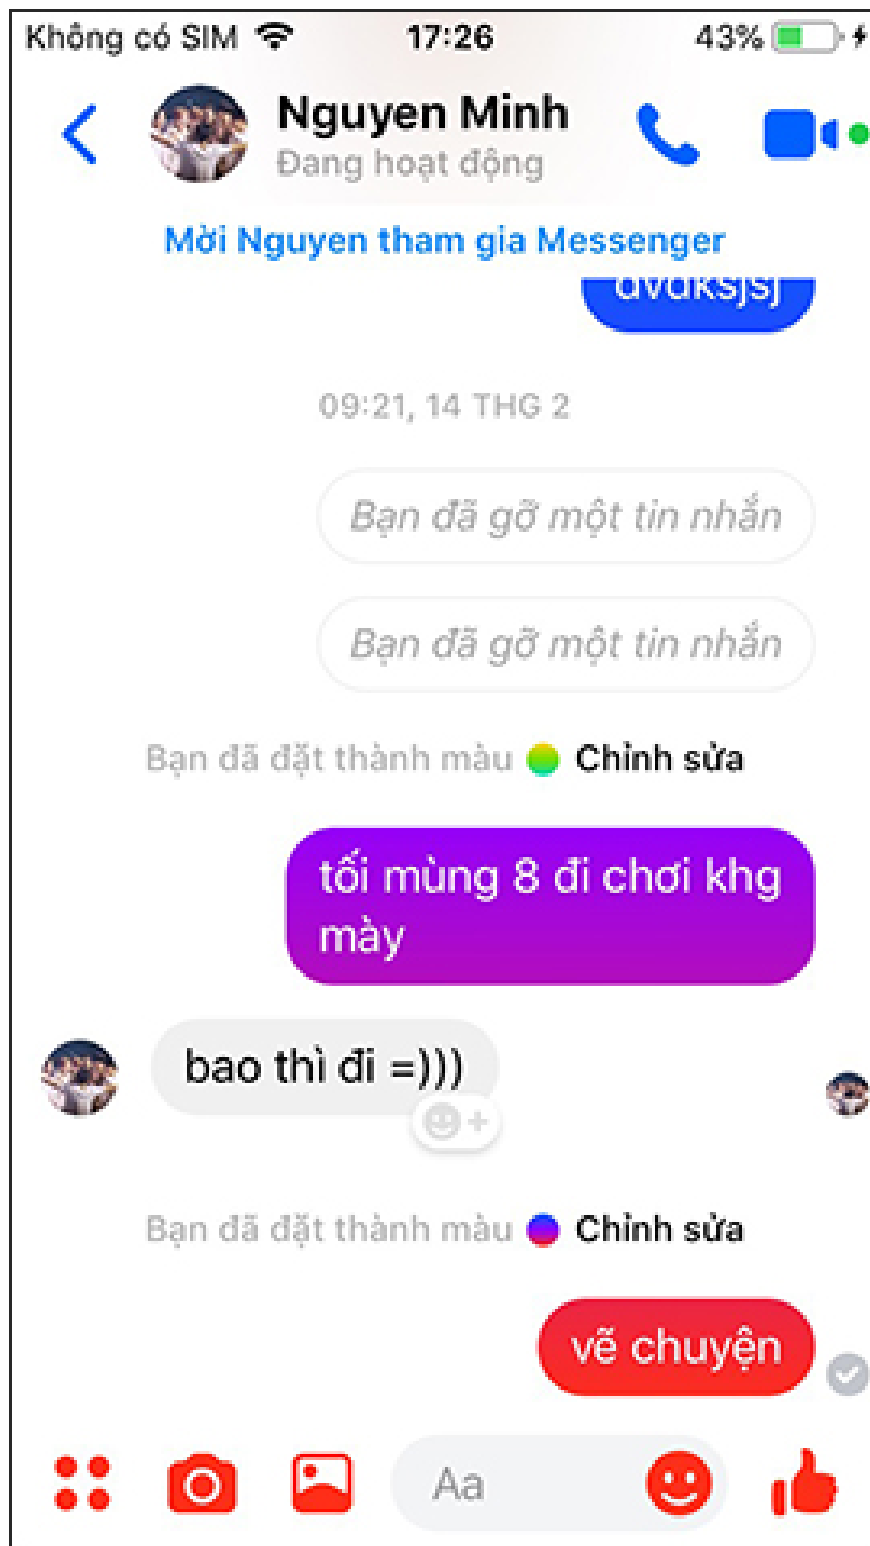 Không có SIM 17:26 43%
Nguyen Minh
Đang hoạt động
Mời Nguyen tham gia Messenger
09:21, 14 THG 2
Bạn đã gỡ một tin nhắn
Bạn đã gỡ một tin nhắn
Bạn đã đặt thành màu Chỉnh sửa
tối mùng 8 đi chơi khg
mày
bao thì đi =)))
Bạn đã đặt thành màu Chỉnh sửa
vẽ chuyện
Aa